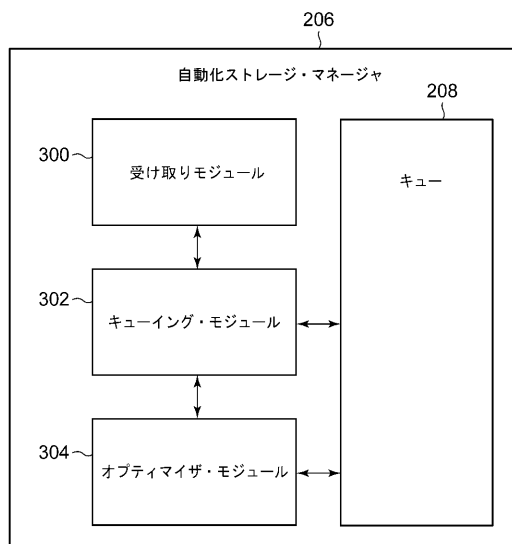 206
自動化ストレージ・マネージャ
208
300
受け取りモジュール
キュー
302
キューイング・モジュール
304
オプティマイザ・モジュール